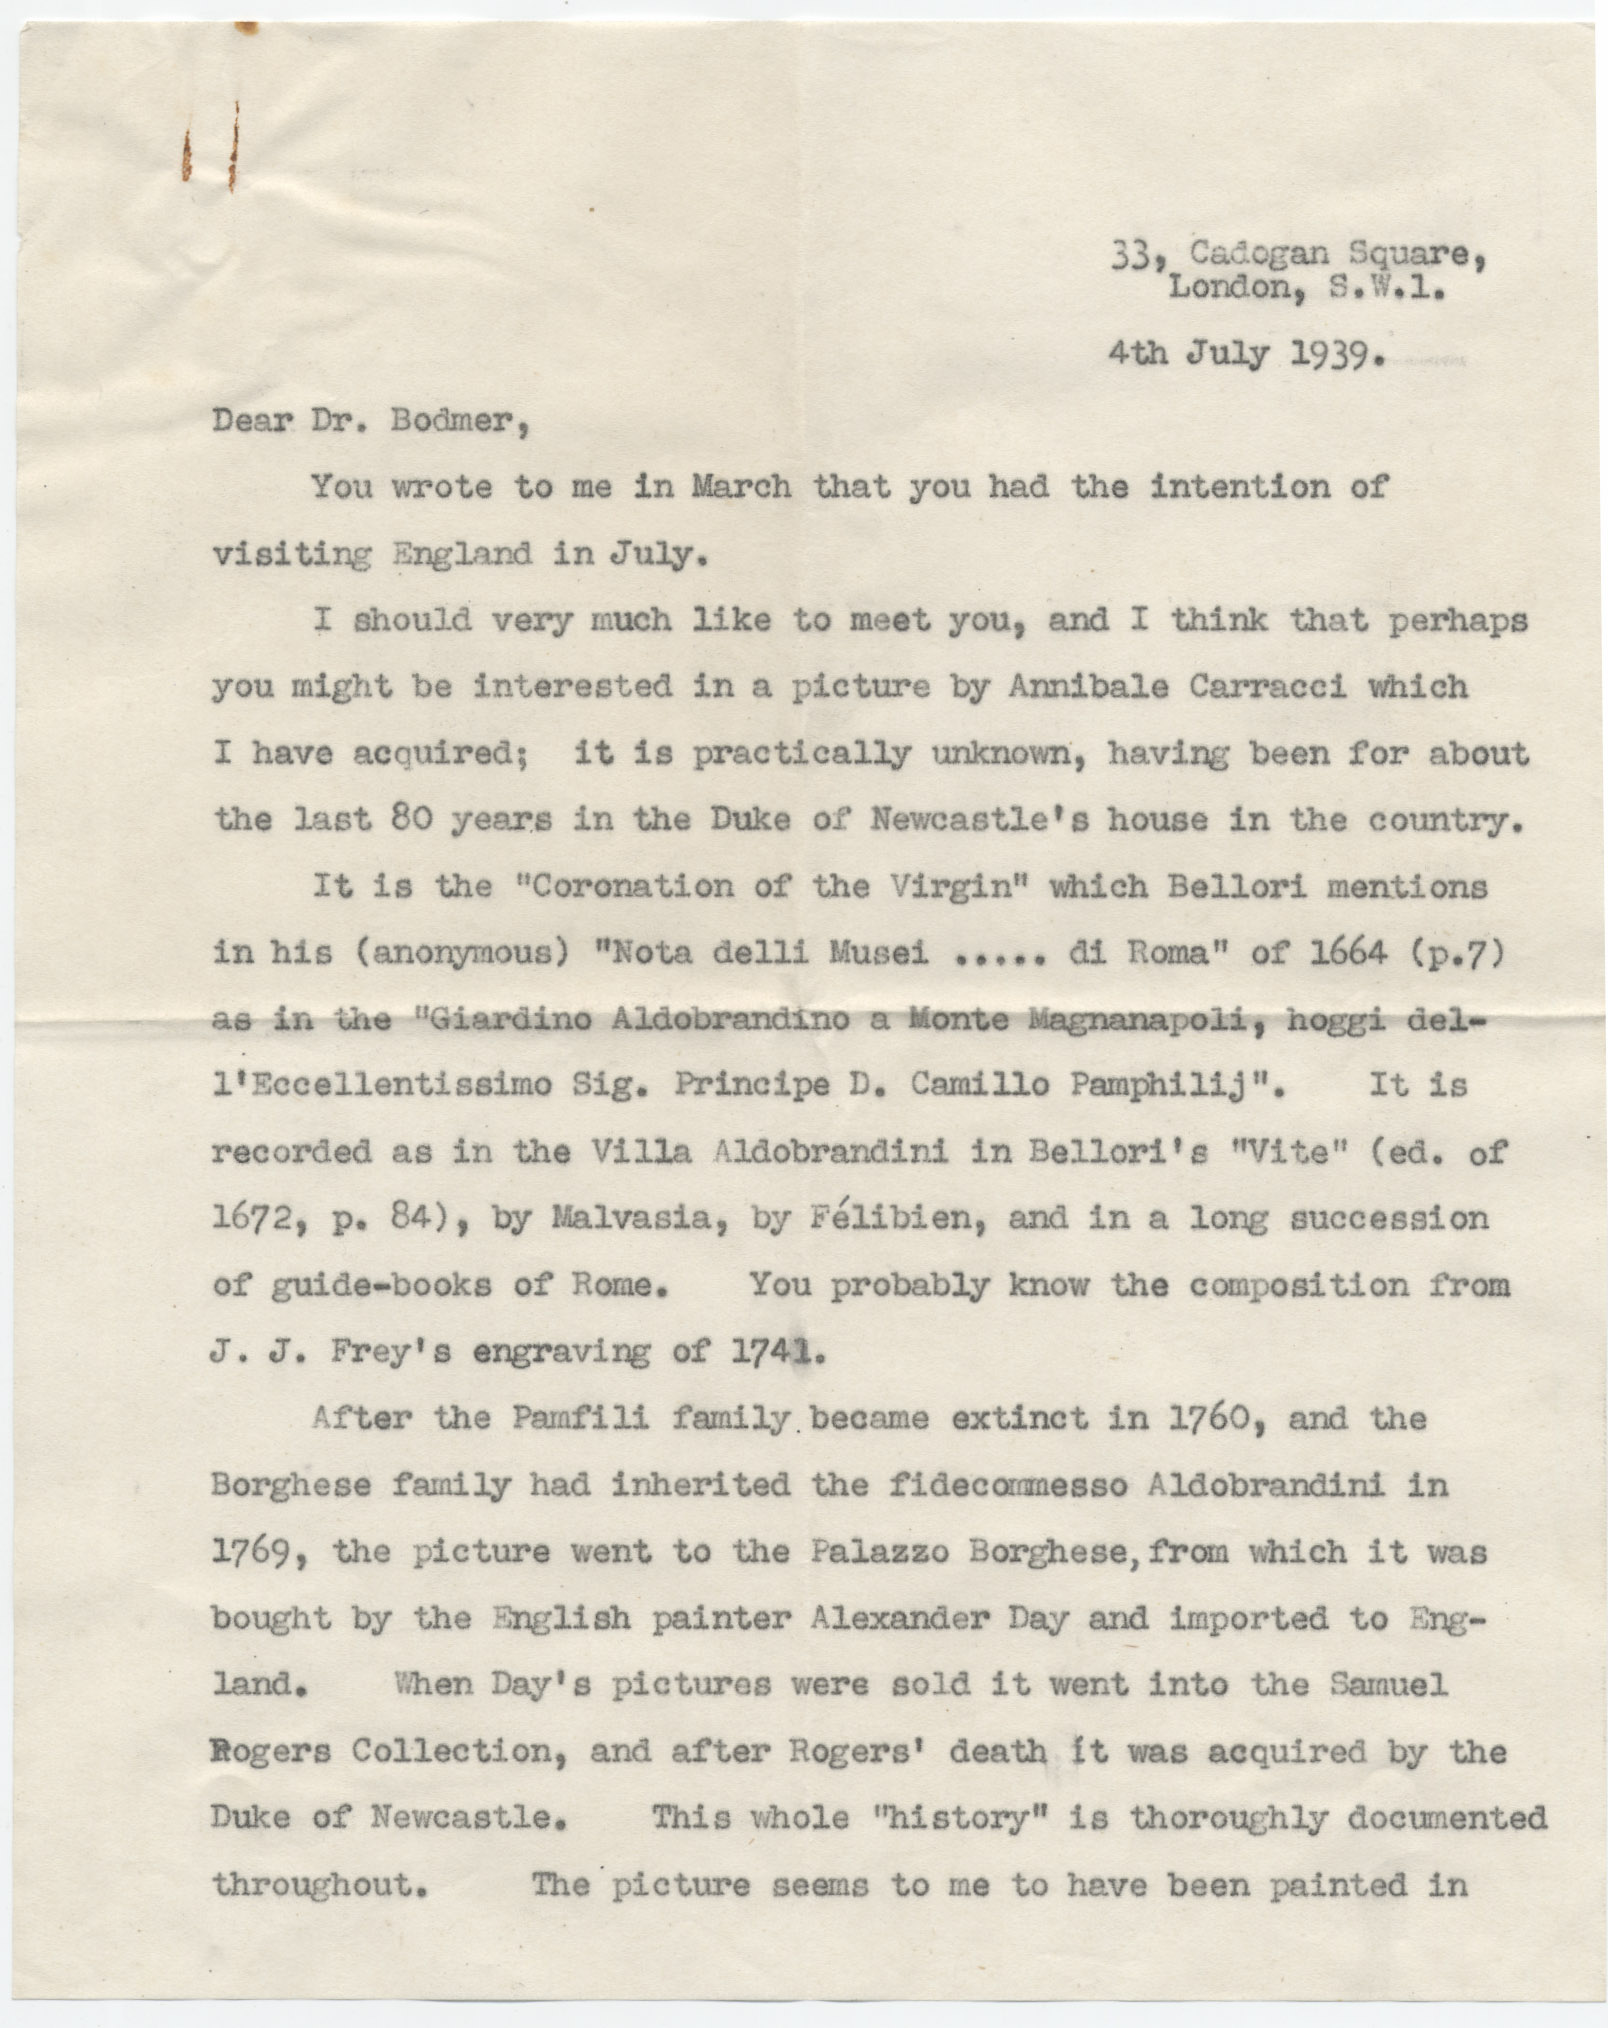 33, Cadogan Square,
London, S.W.1.
4th July 1939.
Dear Dr. Bodmer,
You wrote to me in March that you had the intention of
visiting England in July.
I should very much like to meet you, and I think that perhaps
you might be interested in a picture by Annibale Carracci which
I have acquired; it is practically unknown, having been for about
the last 80 years in the Duke of Newcastle's house in the country.
It is the "Coronation of the Virgin" which Bellori mentions
in his (anonymous) "Nota delli Musei ..... di Roma" of 1664 (p.7)
as in the "Giardino Aldobrandino a Monte Magnanapoli, hoggi del-
l'Eccellentissimo Sig. Principe D. Camillo Pamphilij". It is
recorded as in the Villa Aldobrandini in Bellori's "Vite" (ed. of
1672, p. 84), by Malvasia, by Félibien, and in a long succession
of guide-books of Rome. You probably know the composition from
J. J. Frey's engraving of 1741.
After the Pamfili family became extinct in 1760, and the
Borghese family had inherited the fidecommesso Aldobrandini in
1769, the picture went to the Palazzo Borghese, from which it was
bought by the English painter Alexander Day and imported to Eng-
land. When Day's pictures were sold it went into the Samuel
Rogers Collection, and after Rogers' death it was acquired by the
Duke of Newcastle. This whole "history" is thoroughly documented
throughout. The picture seems to me to have been painted in